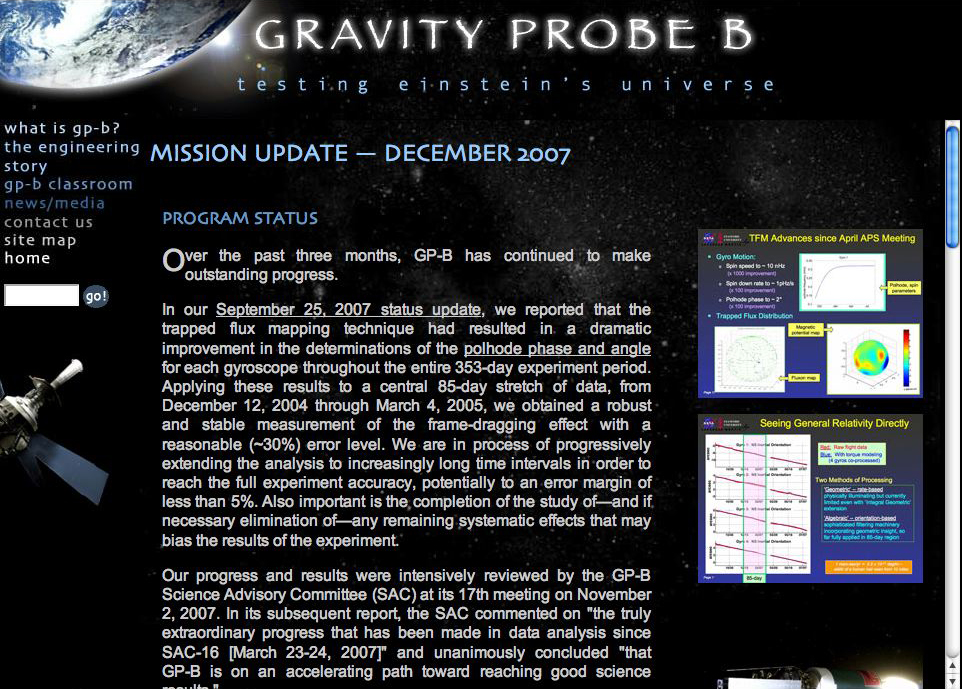 GRAVITY PROBE B
testing einstein's universe
what is gp-b?
the engineering
story
gp-b classroom
news/media
contact us
site map
home
go!
MISSION UPDATE — DECEMBER 2007
PROGRAM STATUS
Over the past three months, GP-B has continued to make
outstanding progress.
In our September 25, 2007 status update, we reported that the
trapped flux mapping technique had resulted in a dramatic
improvement in the determinations of the polhode phase and angle
for each gyroscope throughout the entire 353-day experiment period.
Applying these results to a central 85-day stretch of data, from
December 12, 2004 through March 4, 2005, we obtained a robust
and stable measurement of the frame-dragging effect with a
reasonable (~30%) error level. We are in process of progressively
extending the analysis to increasingly long time intervals in order to
reach the full experiment accuracy, potentially to an error margin of
less than 5%. Also important is the completion of the study of—and if
necessary elimination of—any remaining systematic effects that may
bias the results of the experiment.
Our progress and results were intensively reviewed by the GP-B
Science Advisory Committee (SAC) at its 17th meeting on November
2, 2007. In its subsequent report, the SAC commented on "the truly
extraordinary progress that has been made in data analysis since
SAC-16 [March 23-24, 2007]" and unanimously concluded "that
GP-B is on an accelerating path toward reaching good science
results."
TFM Advances since April APS Meeting
Gyro Motion:
Spin speed to ~ 10 nHz
(x 1000 improvement)
Spin down rate to ~ 1pHz/s
(x 100 improvement)
Polhode phase to ~ 2°
(x 100 improvement)
Trapped Flux Distribution
Polhode, spin
parameters
Magnetic
potential map
Fluxon map
Seeing General Relativity Directly
Red: Raw flight data
Blue: With torque modeling
(4 gyros co-processed)
Two Methods of Processing
'Geometric' – rate-based
physically illuminating but currently
limited even with 'Integral Geometric'
extension
'Algebraic' – orientation-based
sophisticated filtering machinery
incorporating geometric insight, so
far fully applied in 85-day region
85-day